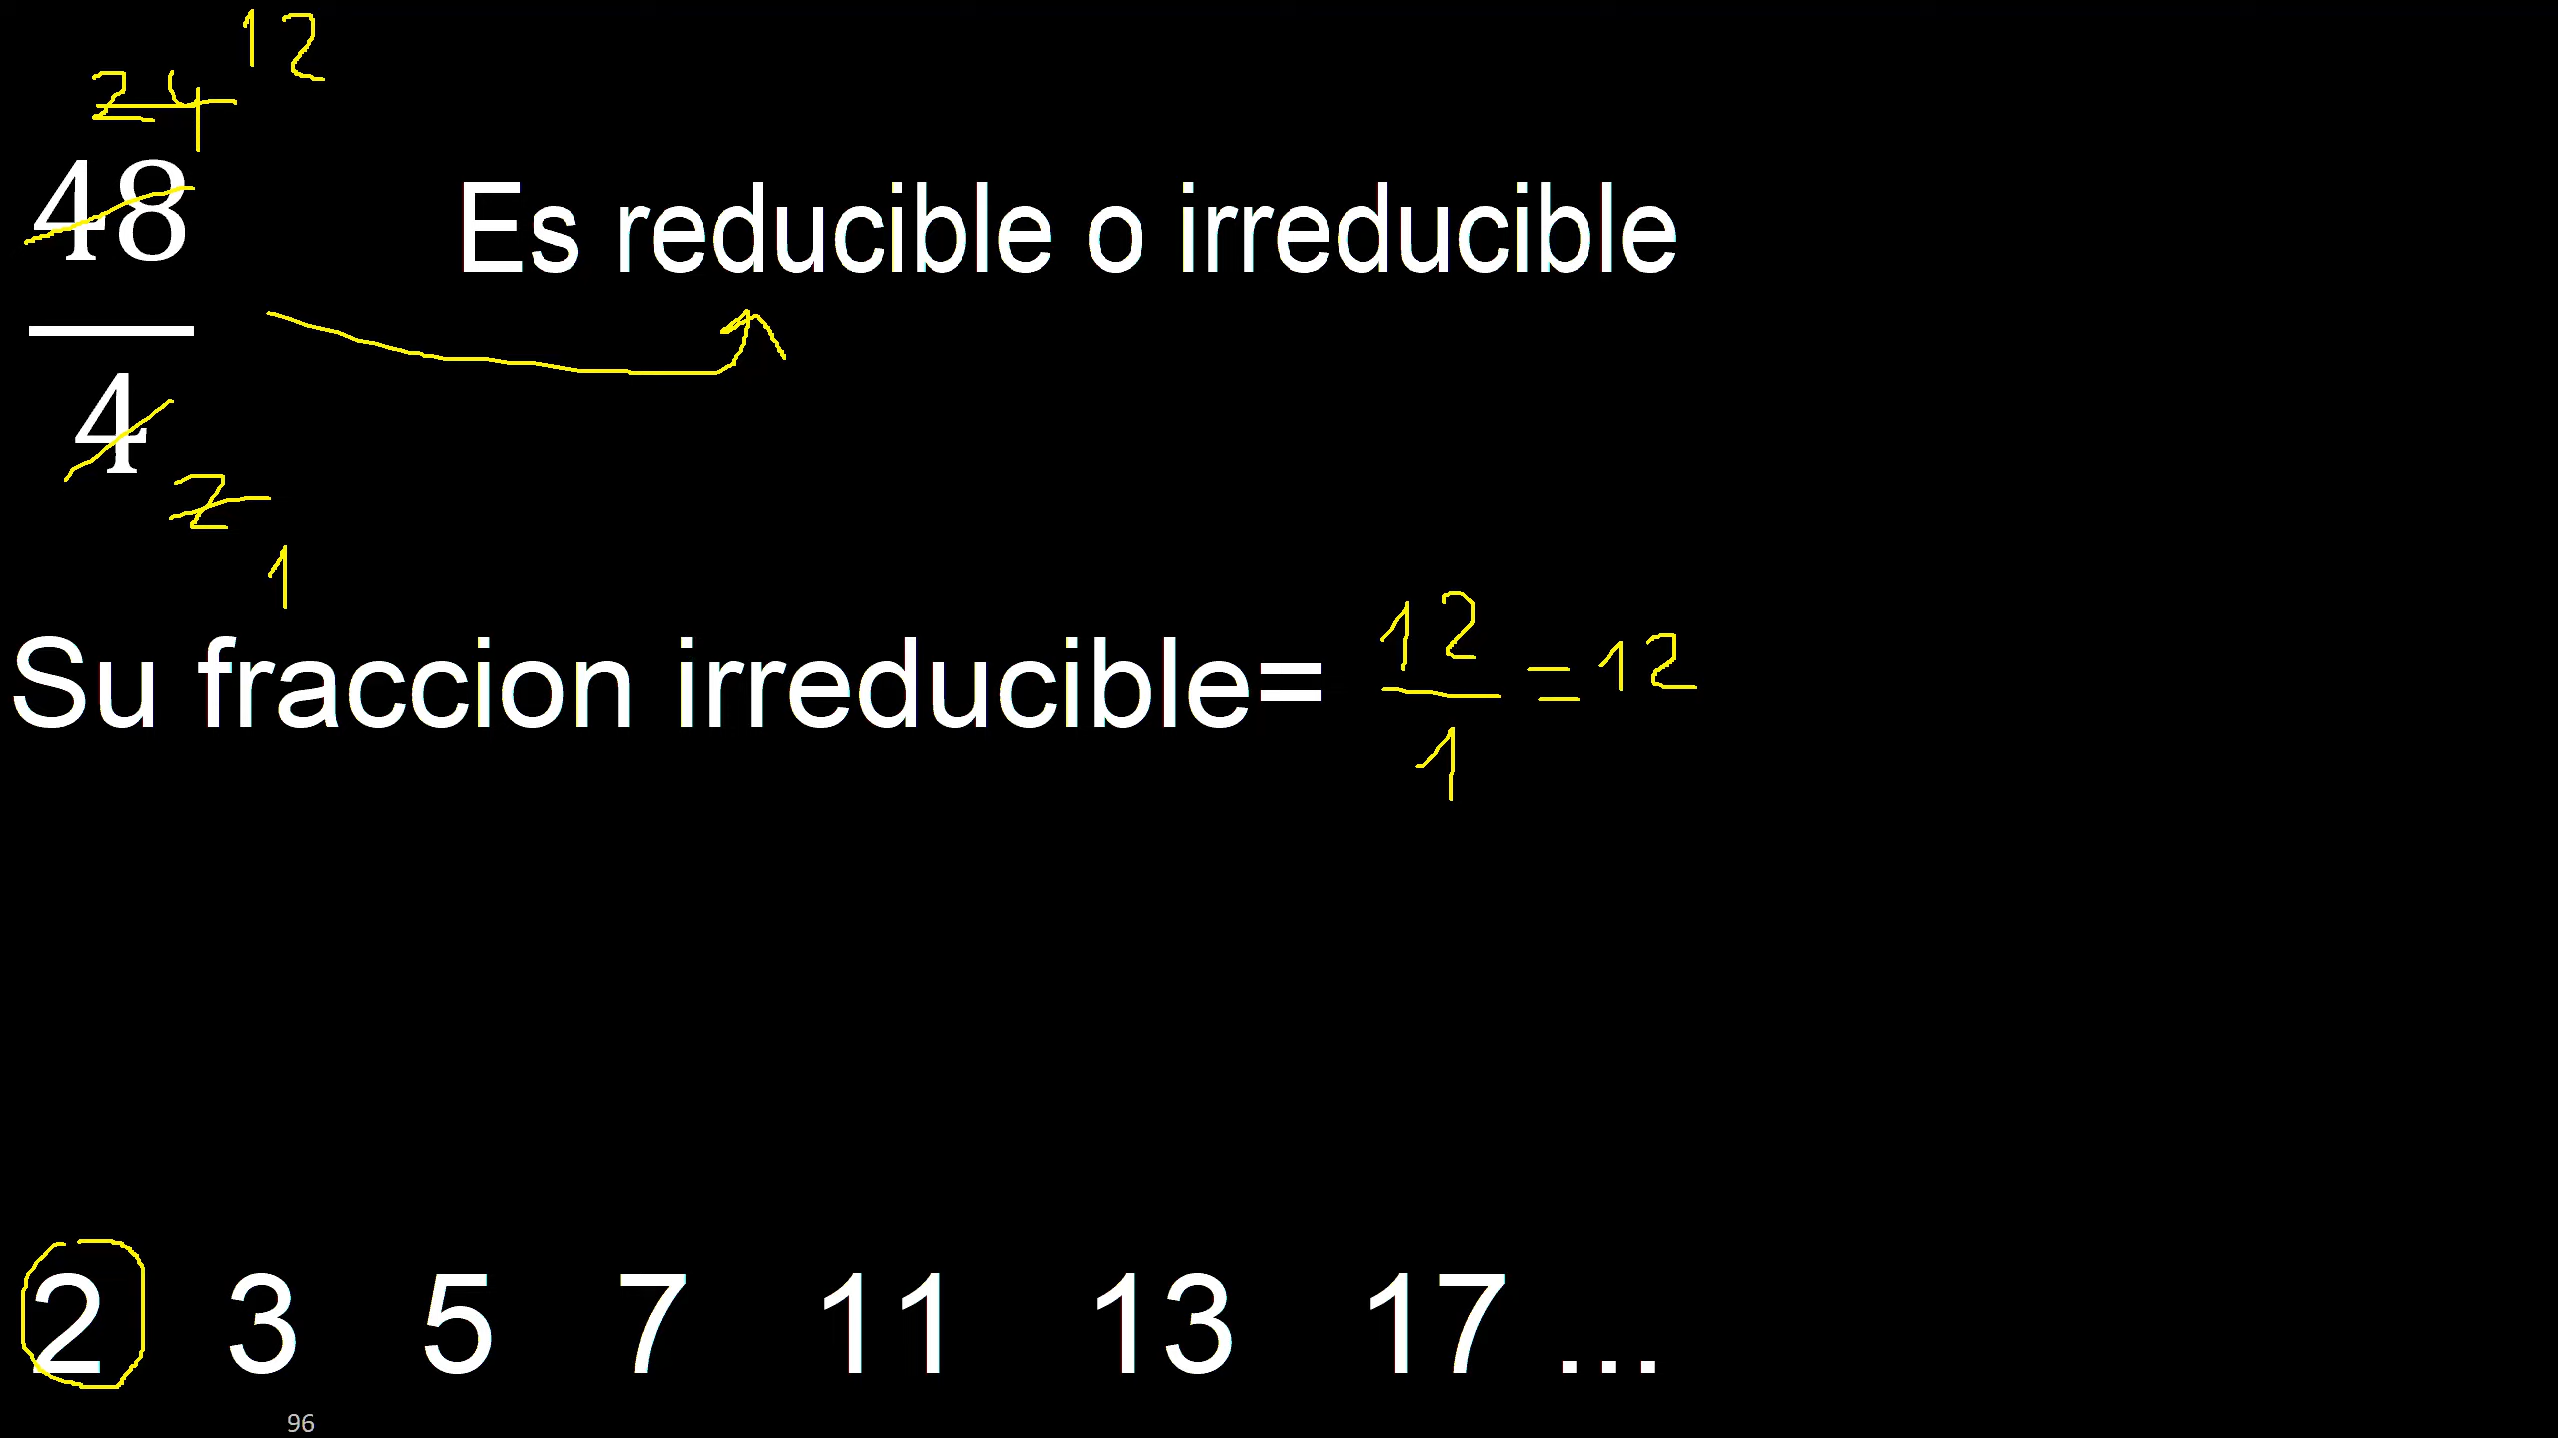 12
24
48
Es reducible o irreducible
4
2
1
Su fraccion irreducible= 12/1 = 12
2 3 5 7 11 13 17 ...
96